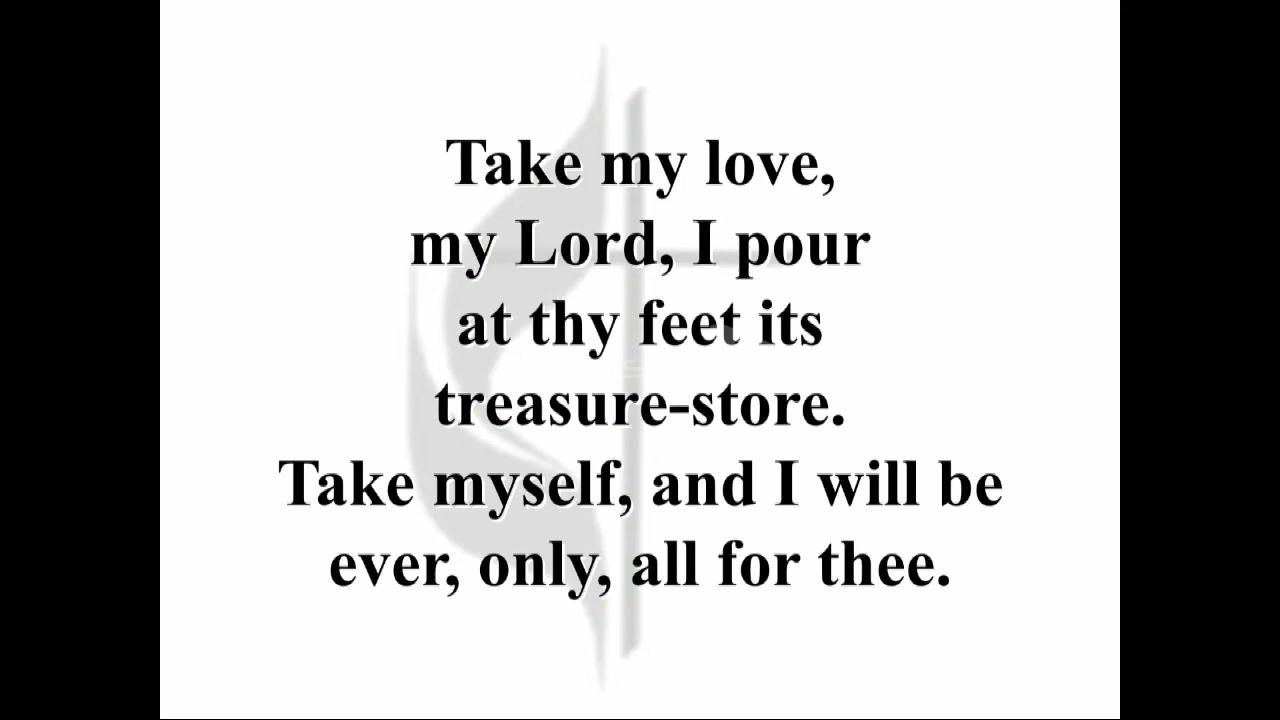 Take my love,
my Lord, I pour
at thy feet its
treasure-store.
Take myself, and I will be
ever, only, all for thee.